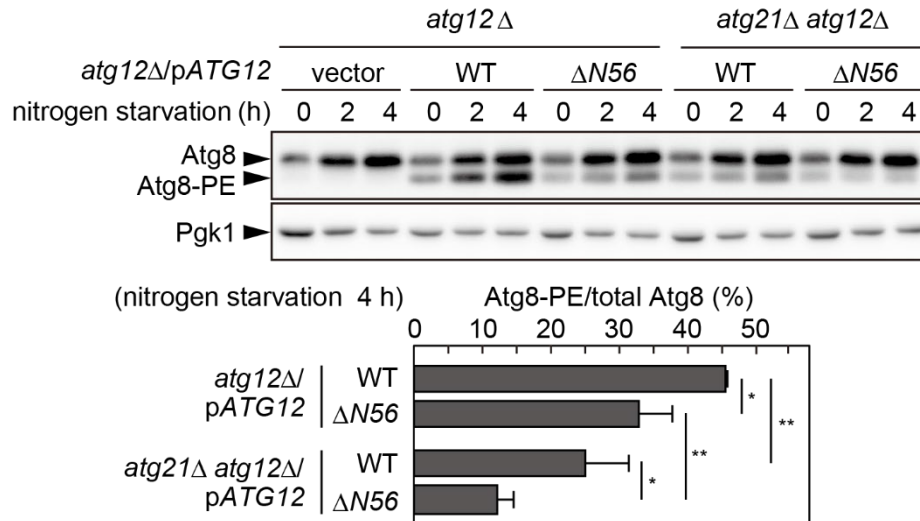 atg12Δ atg21Δ atg12Δ
atg12Δ/pATG12 vector WT ΔN56 WT ΔN56
nitrogen starvation (h) 0 2 4 0 2 4 0 2 4 0 2 4 0 2 4
Atg8
Atg8-PE
Pgk1
(nitrogen starvation 4 h) Atg8-PE/total Atg8 (%)
0 10 20 30 40 50
atg12Δ/ WT *
pATG12 ΔN56 **
**
atg21Δ atg12Δ/ WT *
pATG12 ΔN56